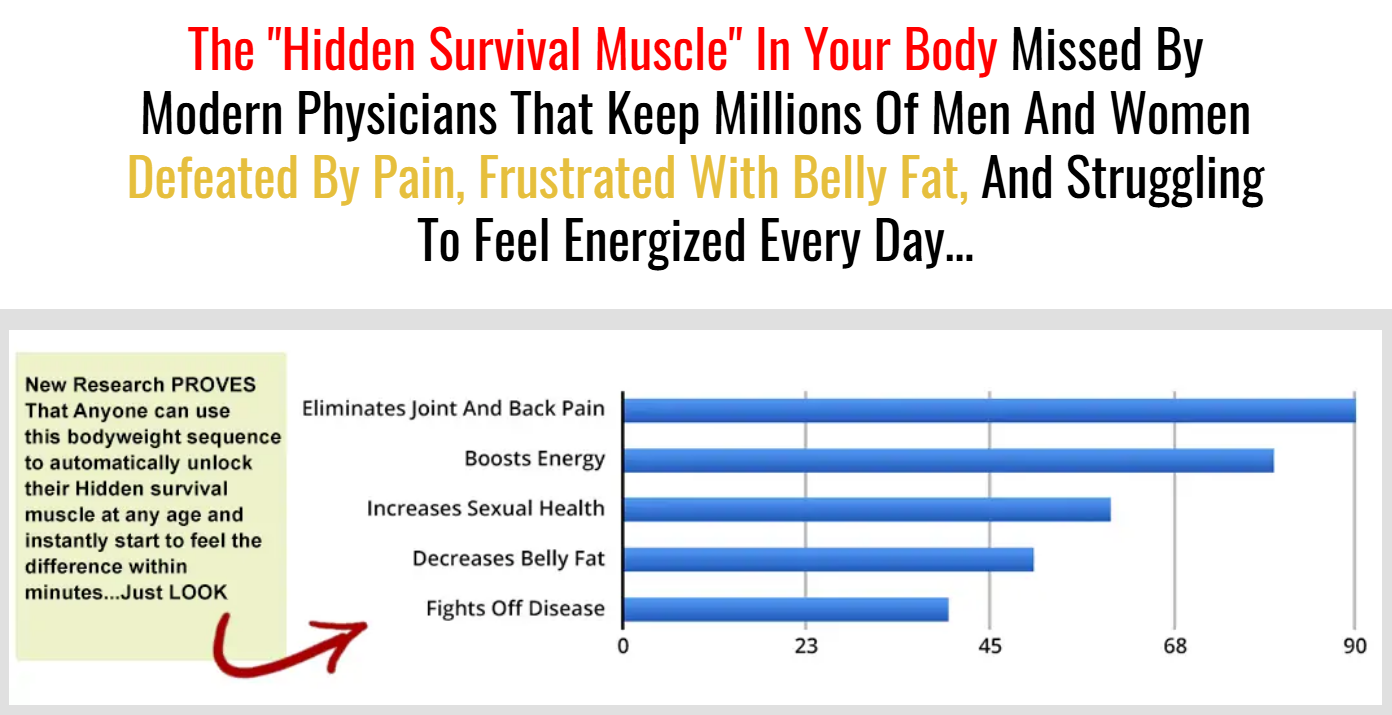 The "Hidden Survival Muscle" In Your Body Missed By
Modern Physicians That Keep Millions Of Men And Women
Defeated By Pain, Frustrated With Belly Fat, And Struggling
To Feel Energized Every Day...
New Research PROVES
That Anyone can use
this bodyweight sequence
to automatically unlock
their Hidden survival
muscle at any age and
instantly start to feel the
difference within
minutes...Just LOOK
Eliminates Joint And Back Pain
Boosts Energy
Increases Sexual Health
Decreases Belly Fat
Fights Off Disease
0 23 45 68 90